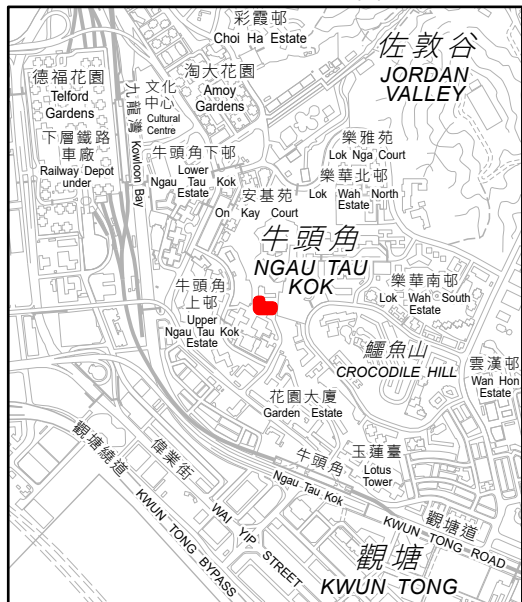 彩霞邨
Choi Ha Estate
佐敦谷
JORDAN
VALLEY
德福花園
Telford
Gardens
文化
中心
Cultural
Centre
淘大花園
Amoy
Gardens
九龍灣 Kowloon Bay
下層鐵路
車廠
Railway Depot
under
牛頭角下邨
Lower
Ngau Tau Kok
Estate
樂雅苑
Lok Nga Court
樂華北邨
Lok Wah North
Estate
安基苑
On Kay Court
牛頭角
NGAU TAU
KOK
牛頭角
上邨
Upper
Ngau Tau Kok
Estate
樂華南邨
Lok Wah South
Estate
鱷魚山
CROCODILE HILL
雲漢邨
Wan Hon
Estate
花園大廈
Garden Estate
玉蓮臺
Lotus
Tower
牛頭角
Ngau Tau Kok
觀塘繞道
KWUN TONG BYPASS
偉業街
WAI YIP STREET
觀塘道
KWUN TONG ROAD
觀塘
KWUN TONG